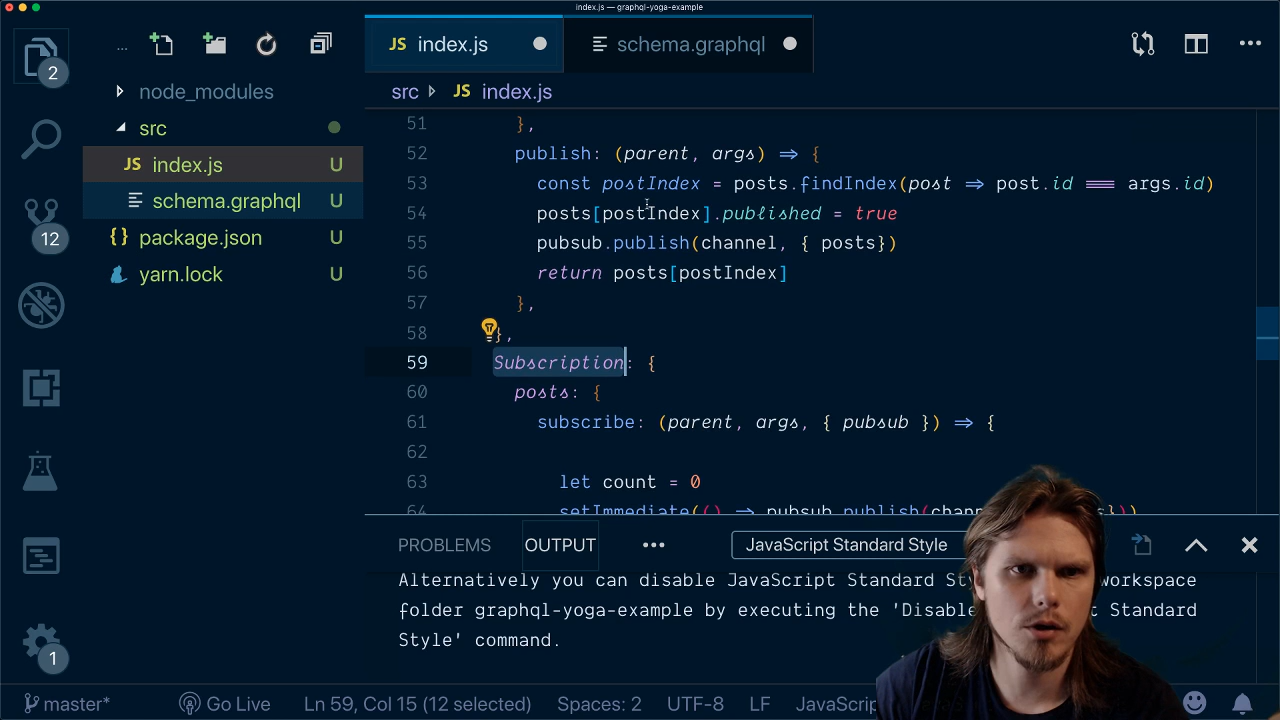 index.js — graphql-yoga-example
JS index.js
schema.graphql
src JS index.js
2
12
1
node_modules
src
JS index.js U
schema.graphql U
{} package.json U
yarn.lock U
51 },
52 publish: (parent, args) ⇒ {
53 const postIndex = posts.findIndex(post ⇒ post.id === args.id)
54 posts[postIndex].published = true
55 pubsub.publish(channel, { posts})
56 return posts[postIndex]
57 },
58 },
59 Subscription: {
60 posts: {
61 subscribe: (parent, args, { pubsub }) ⇒ {
62
63 let count = 0
64 setImmediate(() ⇒ pubsub.publish(
PROBLEMS OUTPUT ••• JavaScript Standard Style
Alternatively you can disable JavaScript Standard workspace
folder graphql-yoga-example by executing the 'Disable Standard
Style' command.
master* Go Live Ln 59, Col 15 (12 selected) Spaces: 2 UTF-8 LF